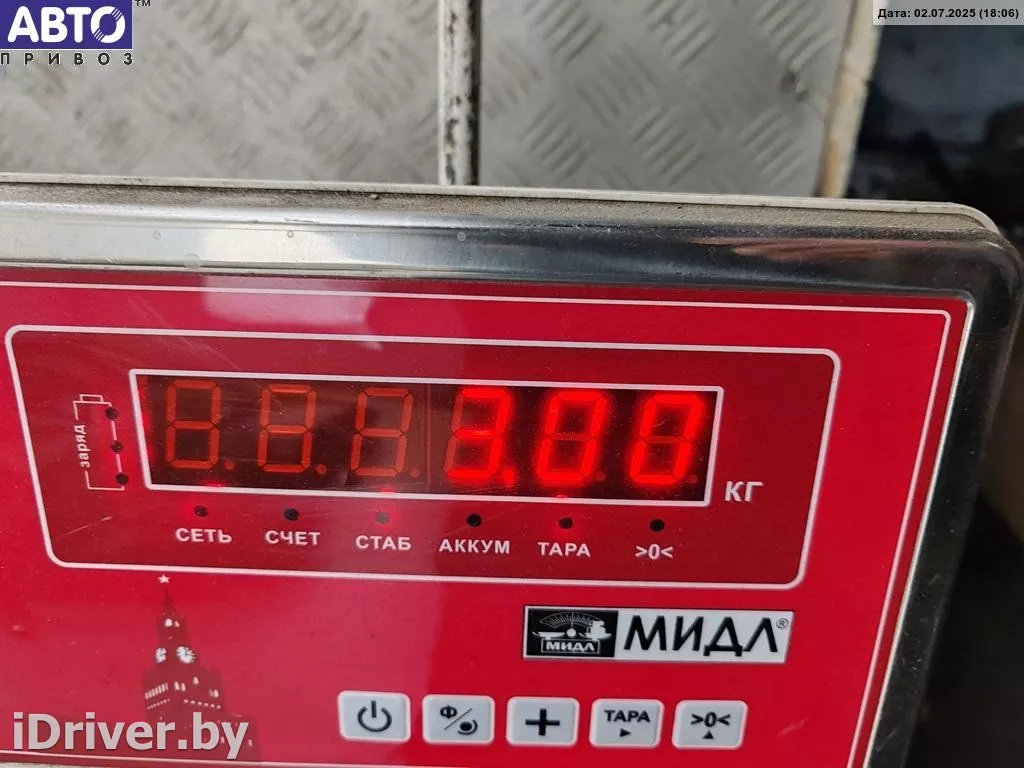 АВТО™
ПРИВОЗ
Дата: 02.07.2025 (18:06)
заряд
3.00
КГ
СЕТЬ СЧЕТ СТАБ АККУМ ТАРА >0<
МИДЛ МИДЛ®
Ф ТАРА >0<
iDriver.by